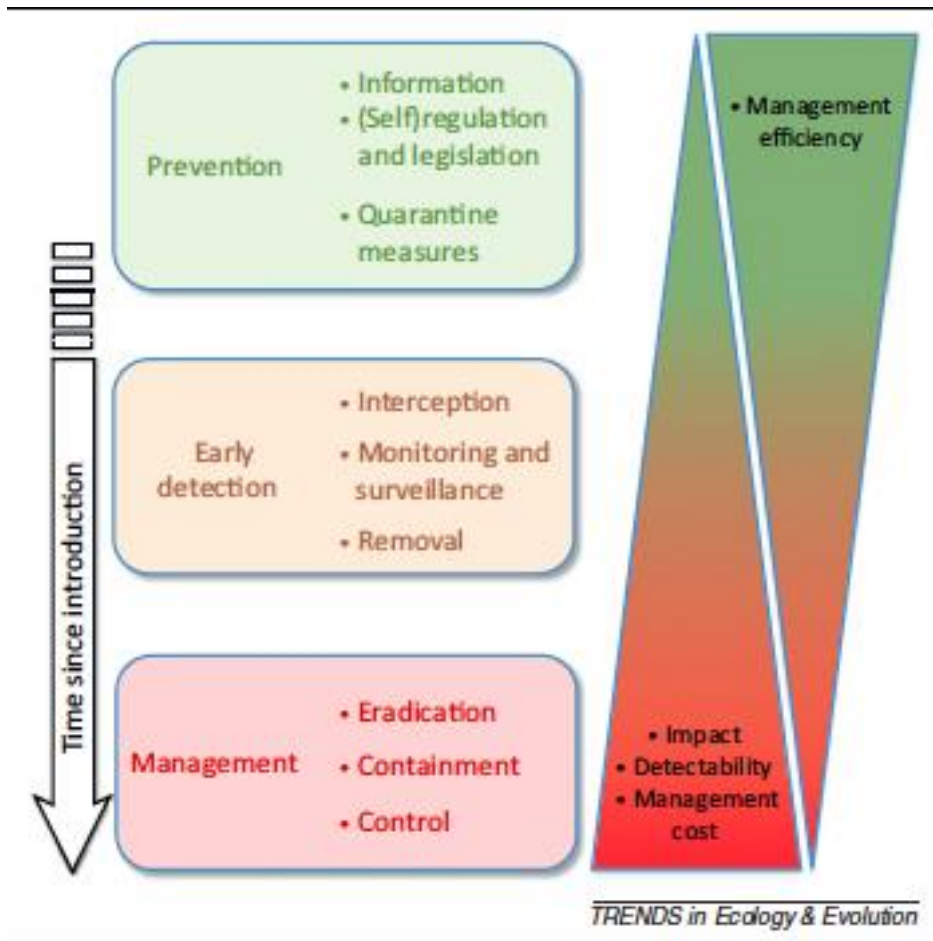 Prevention
• Information
• (Self)regulation
and legislation
• Quarantine
measures
Early
detection
• Interception
• Monitoring and
surveillance
• Removal
Management
• Eradication
• Containment
• Control
Time since introduction
• Management
efficiency
• Impact
• Detectability
• Management
cost
TRENDS in Ecology & Evolution